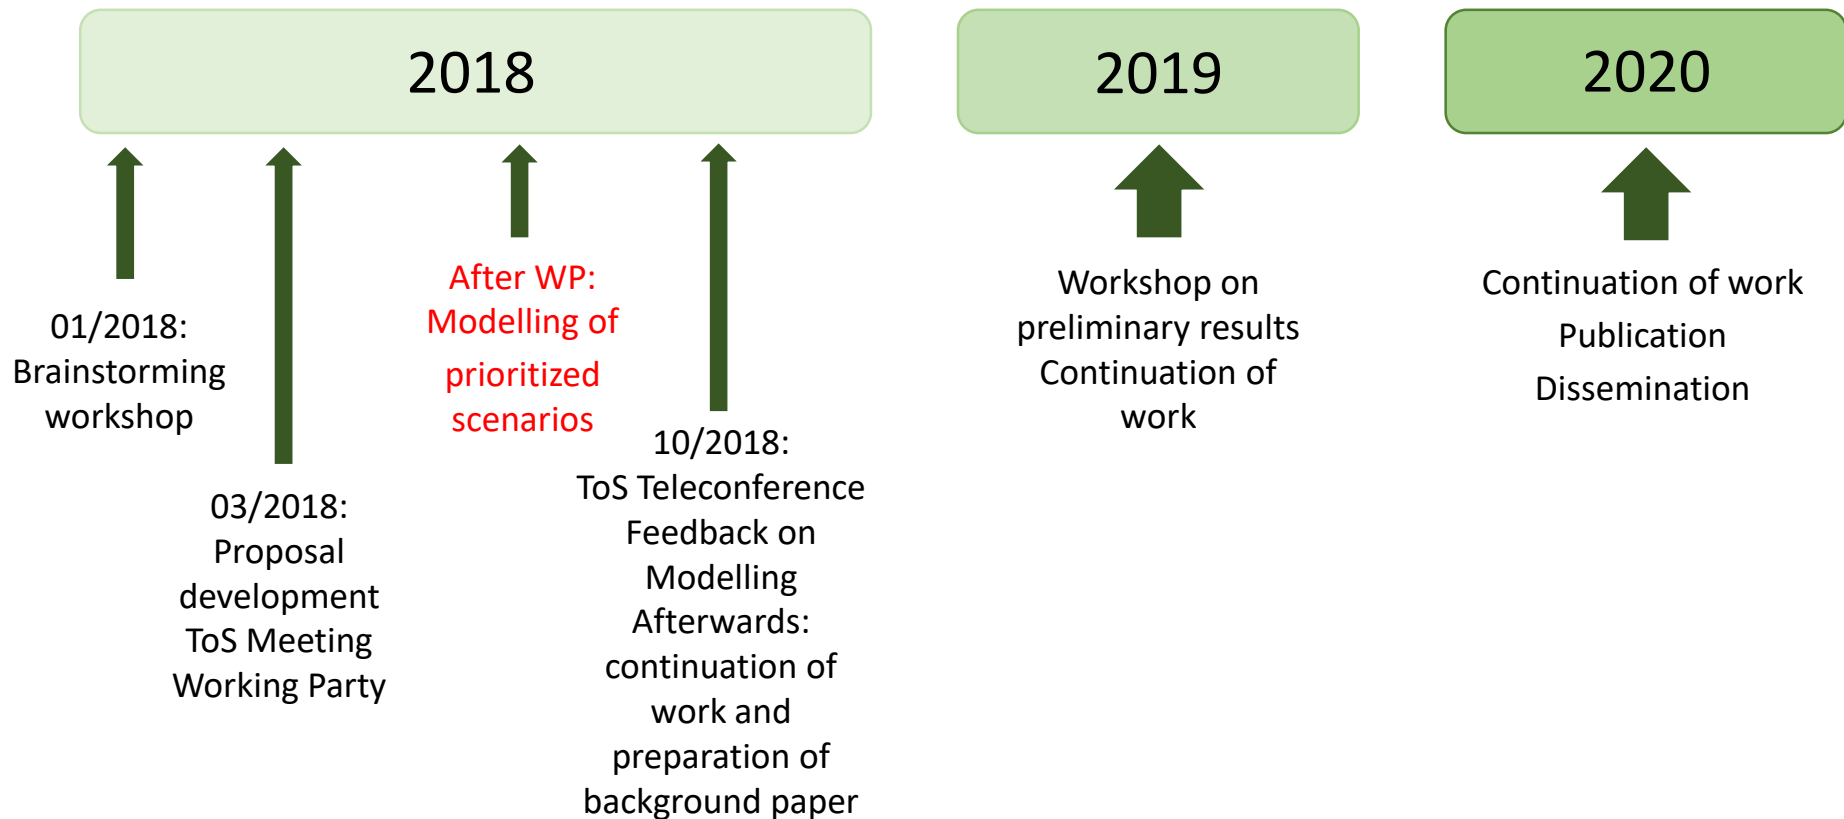 2018
2019
2020
01/2018:
Brainstorming
workshop
03/2018:
Proposal
development
ToS Meeting
Working Party
After WP:
Modelling of
prioritized
scenarios
10/2018:
ToS Teleconference
Feedback on
Modelling
Afterwards:
continuation of
work and
preparation of
background paper
Workshop on
preliminary results
Continuation of
work
Continuation of work
Publication
Dissemination